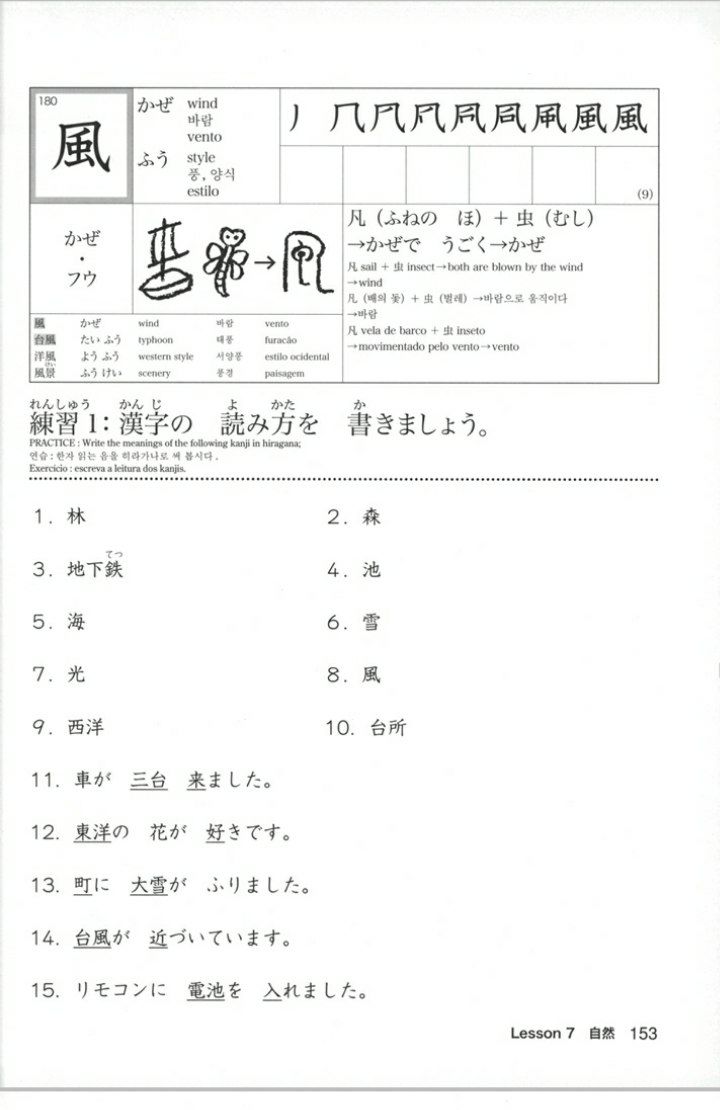 180
風
かぜ wind
바람
vento
ふう style
풍, 양식
estilo
丿 几 凡 凨 凬 凮 凲 風 風
(9)
かぜ
・
フウ
→
凡（ふねの ほ）＋虫（むし）
→かぜで うごく→かぜ
凡 sail + 虫 insect→both are blown by the wind
→wind
凡 (배의 돛) + 虫 (벌레) →바람으로 움직이다
→바람
凡 vela de barco + 虫 inseto
→movimentado pelo vento→vento
風 かぜ wind 바람 vento
台風 たい ふう typhoon 태풍 furacão
洋風 よう ふう western style 서양풍 estilo ocidental
けい
風景 ふう けい scenery 풍경 paisagem
れんしゅう かん じ よ かた か
練習 1：漢字の 読み方を 書きましょう。
PRACTICE : Write the meanings of the following kanji in hiragana;
연습 : 한자 읽는 음을 히라가나로 써 봅시다 .
Exercício : escreva a leitura dos kanjis.
1．林 2．森
てつ
3．地下鉄 4．池
5．海 6．雪
7．光 8．風
9．西洋 10．台所
11．車が 三台 来ました。
12．東洋の 花が 好きです。
13．町に 大雪が ふりました。
14．台風が 近づいています。
15．リモコンに 電池を 入れました。
Lesson 7 自然 153